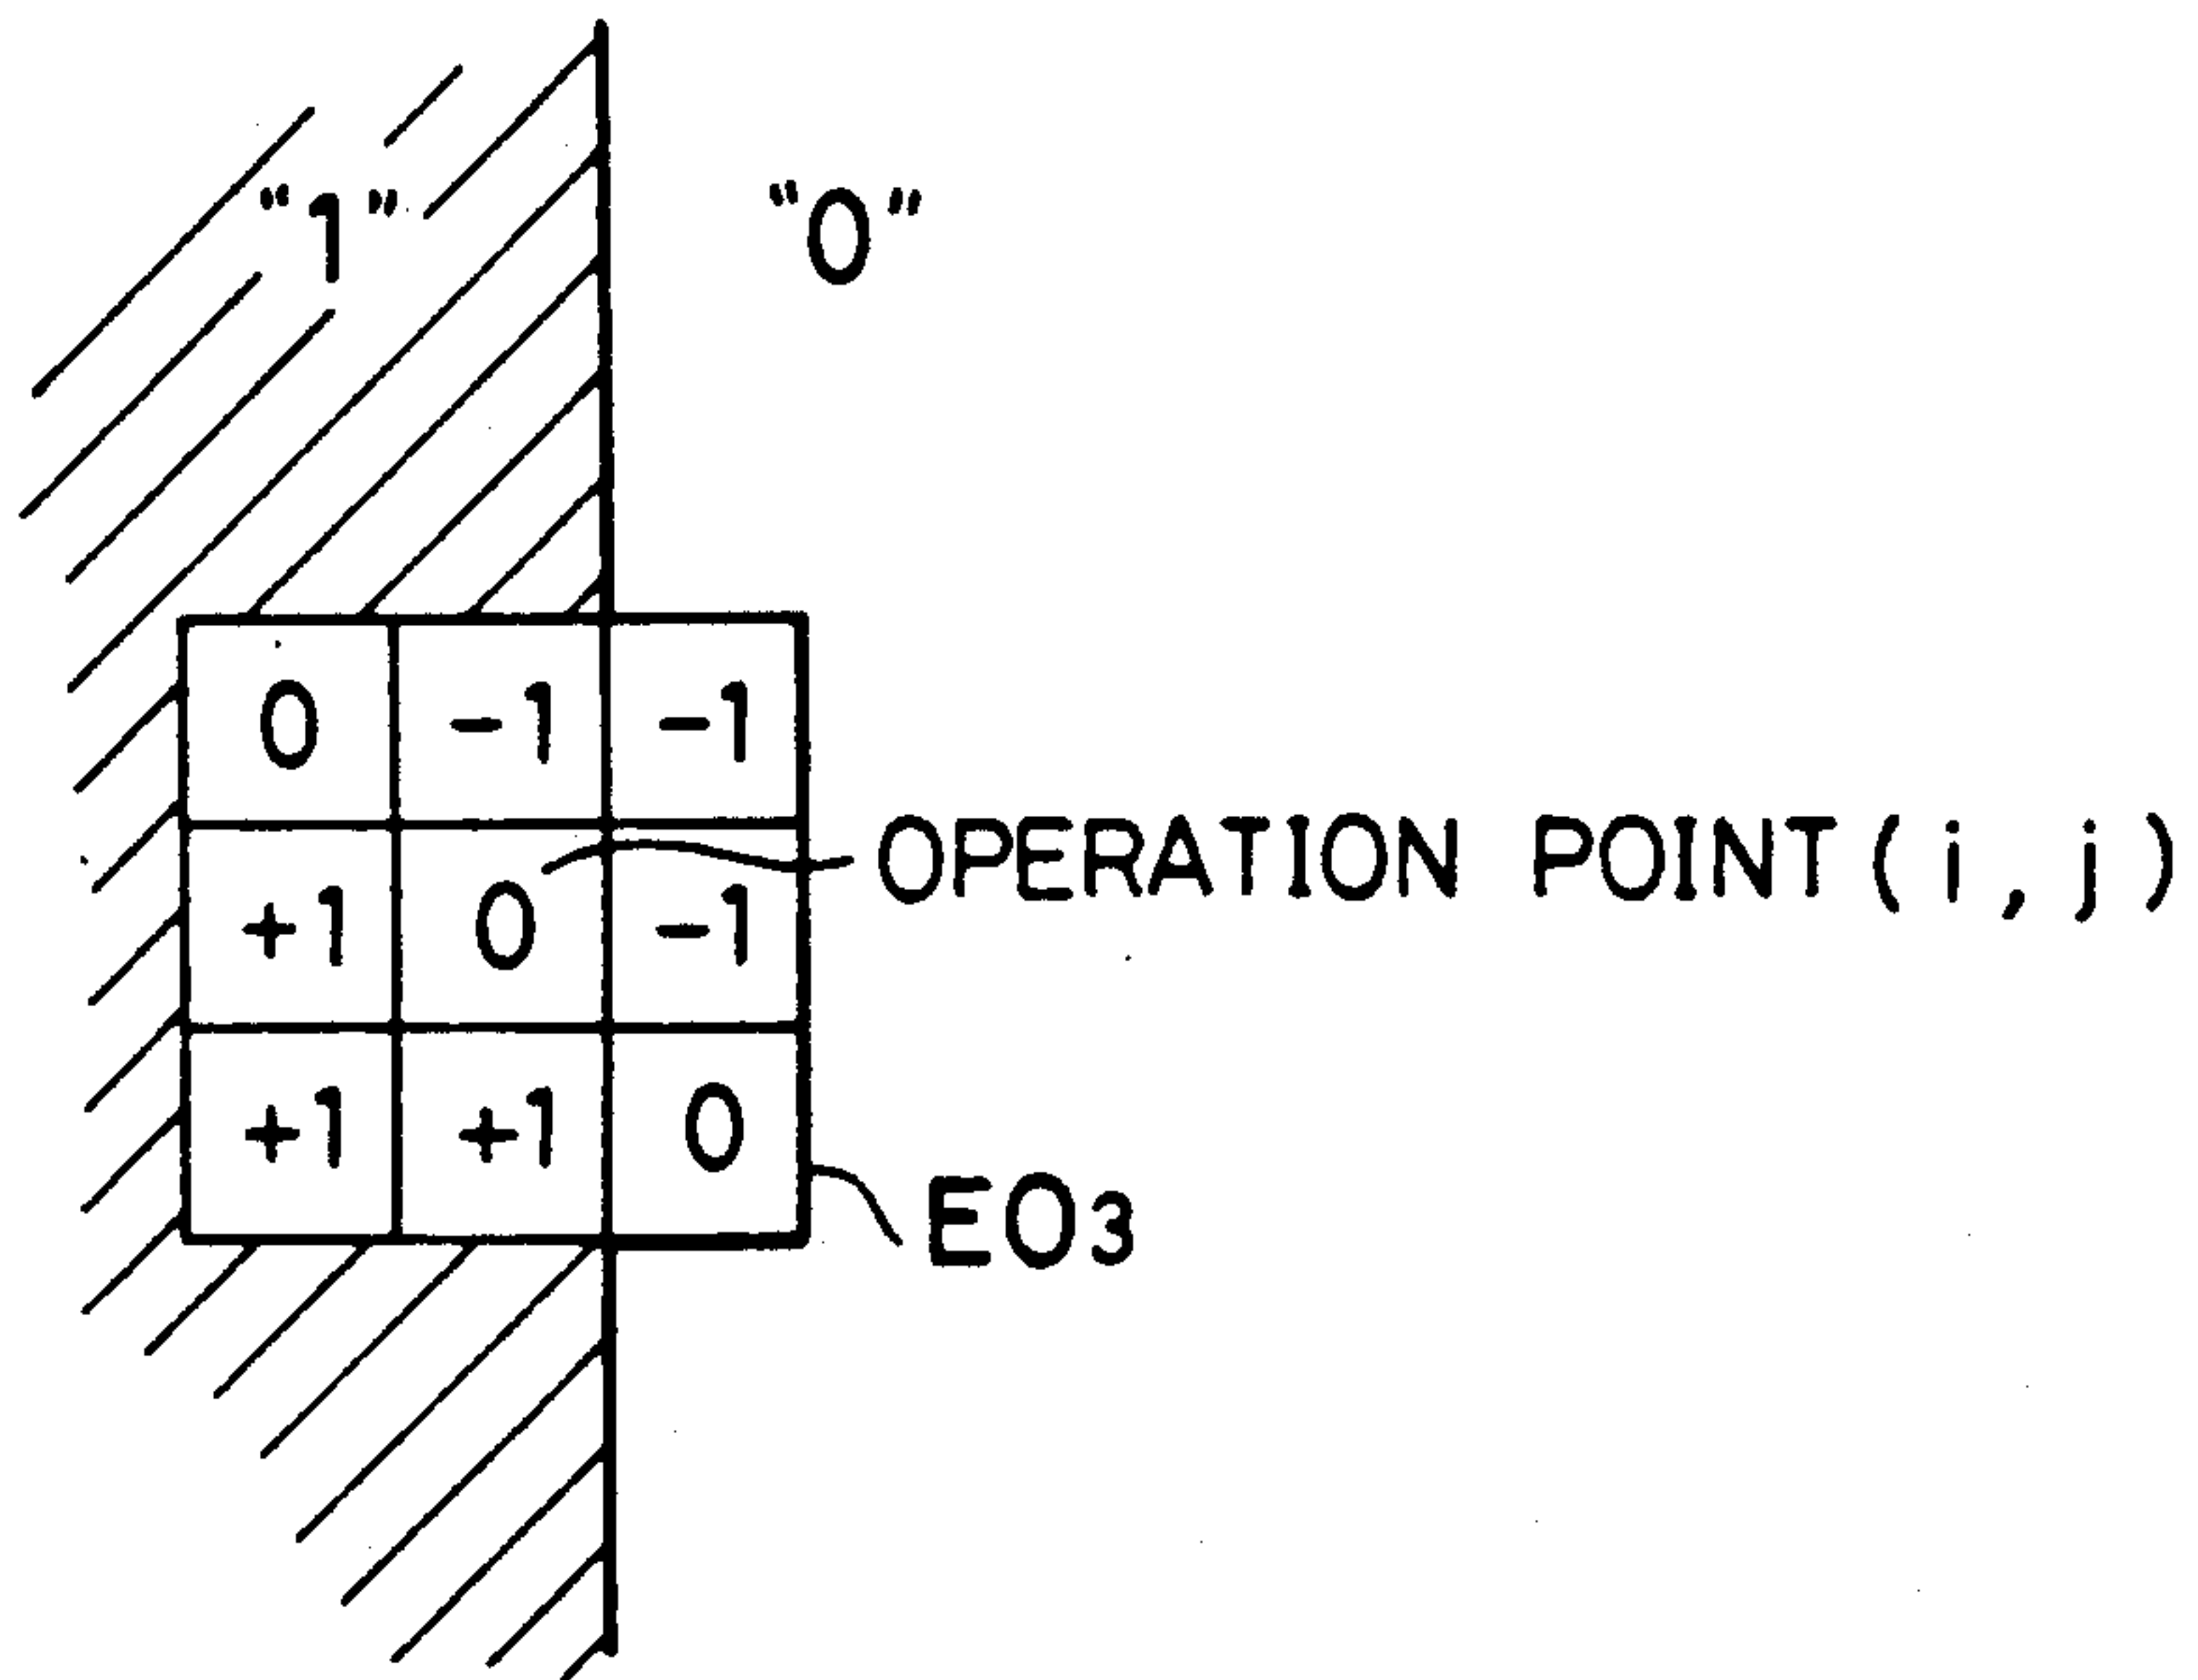 “1” “0”
0 -1 -1
OPERATION POINT(i,j)
+1 0 -1
+1 +1 0
EO3